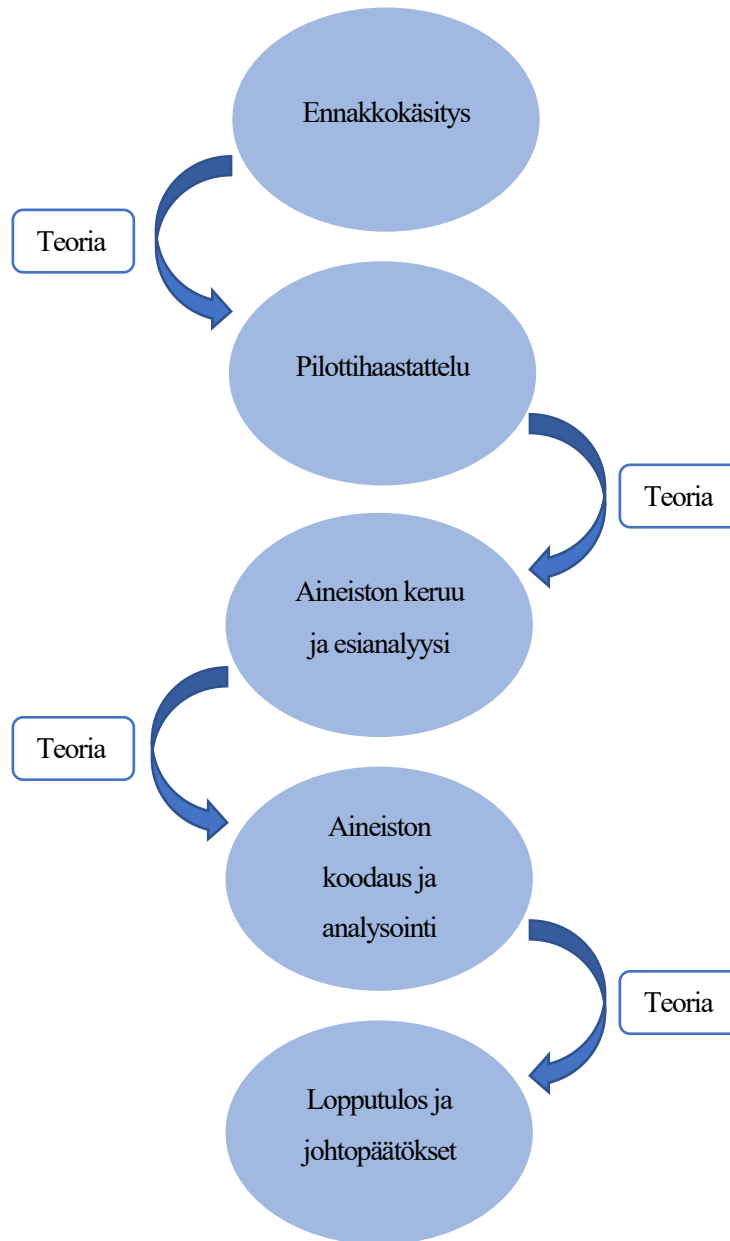 Ennakkokäsitys
Teoria
Pilottihaastattelu
Teoria
Aineiston keruu
ja esianalyysi
Teoria
Aineiston
koodaus ja
analysointi
Teoria
Lopputulos ja
johtopäätökset